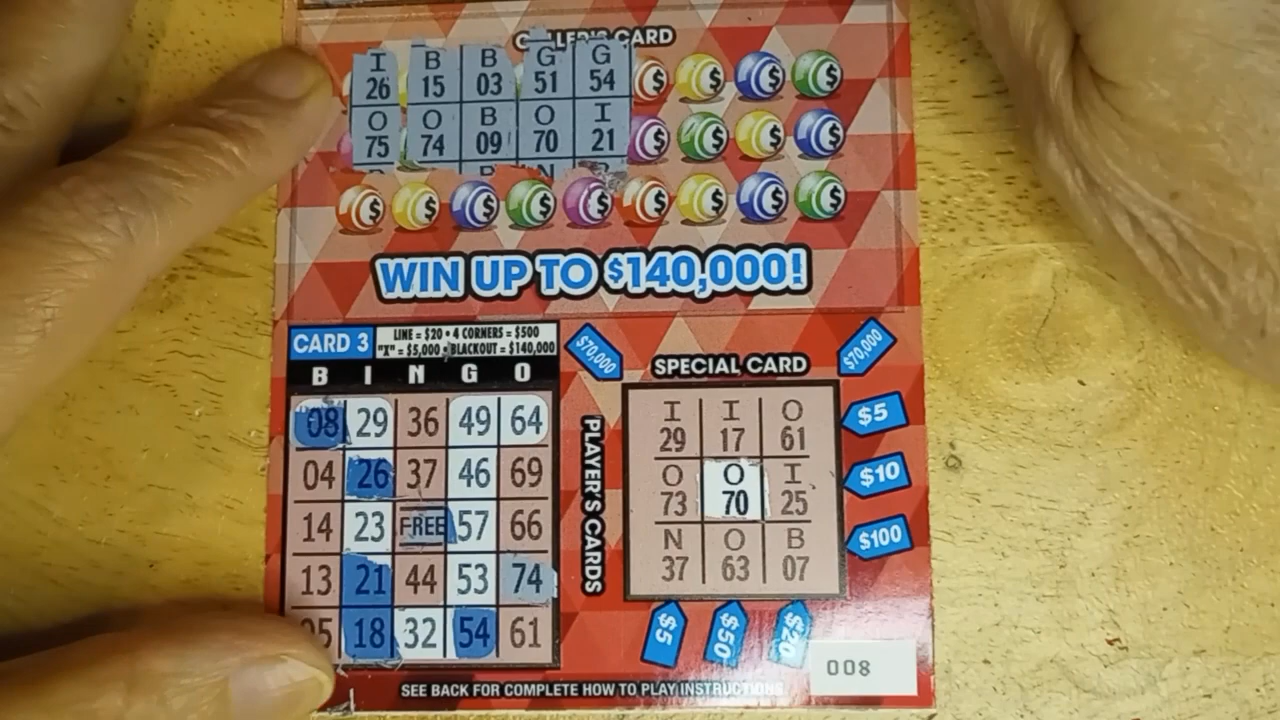 CALLER'S CARD
I B B G G
26 15 03 51 54
O O B O I
75 74 09 70 21
$ $ $ $
$ $ $ $
$ $ $ $ $ $ $ $ $
WIN UP TO $140,000!
CARD 3
LINE = $20 • 4 CORNERS = $500
"X" = $5,000 • BLACKOUT = $140,000
B I N G O
08 29 36 49 64
04 26 37 46 69
14 23 FREE 57 66
13 21 44 53 74
18 32 54 61
PLAYER'S CARDS
$70,000
SPECIAL CARD
$70,000
I I O
29 17 61
$5
O O I
73 70 25
$10
N O B
37 63 07
$100
$5 $50 $20
008
SEE BACK FOR COMPLETE HOW TO PLAY INSTRUCTIONS